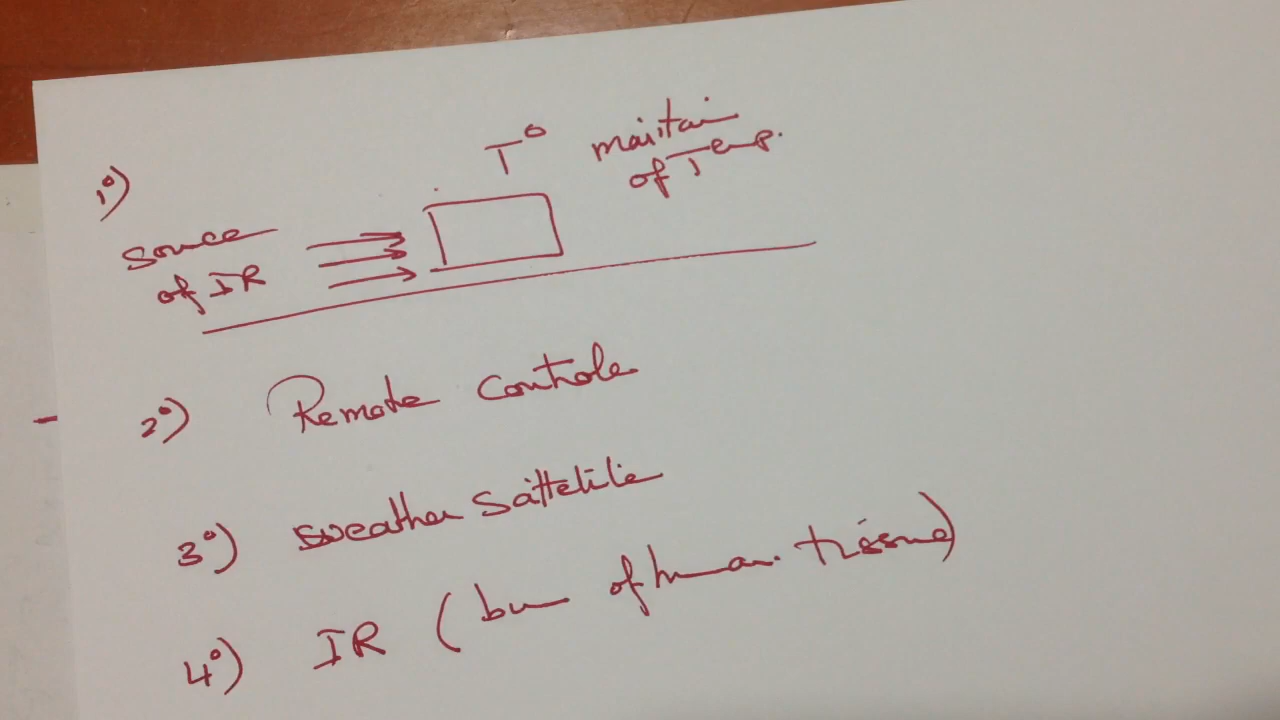 1°)
T°
maintain
of Temp.
Source
of IR
2°) Remote Controle
3°) weather Sattelite
4°) IR (burn of human tissue)